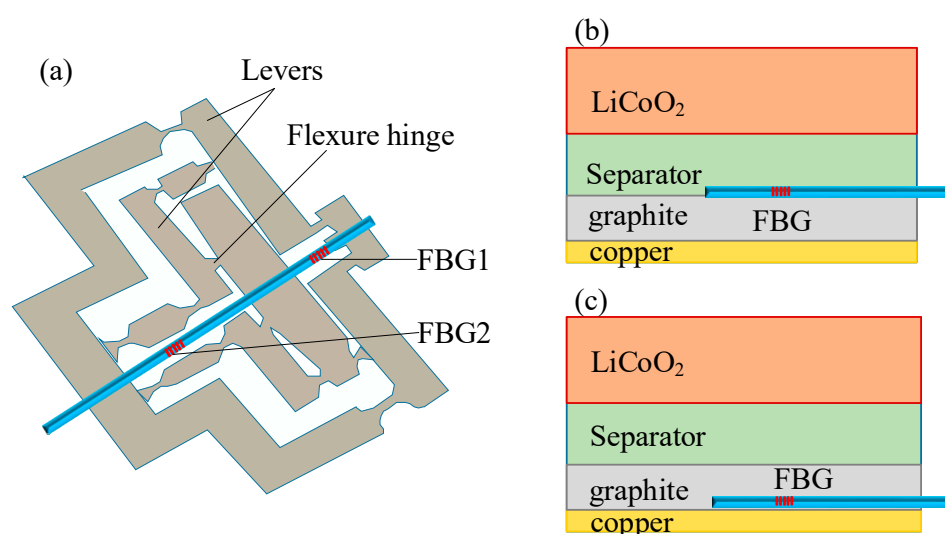 (a)
Levers
Flexure hinge
FBG1
FBG2
(b)
LiCoO₂
Separator
graphite
FBG
copper
(c)
LiCoO₂
Separator
FBG
graphite
copper